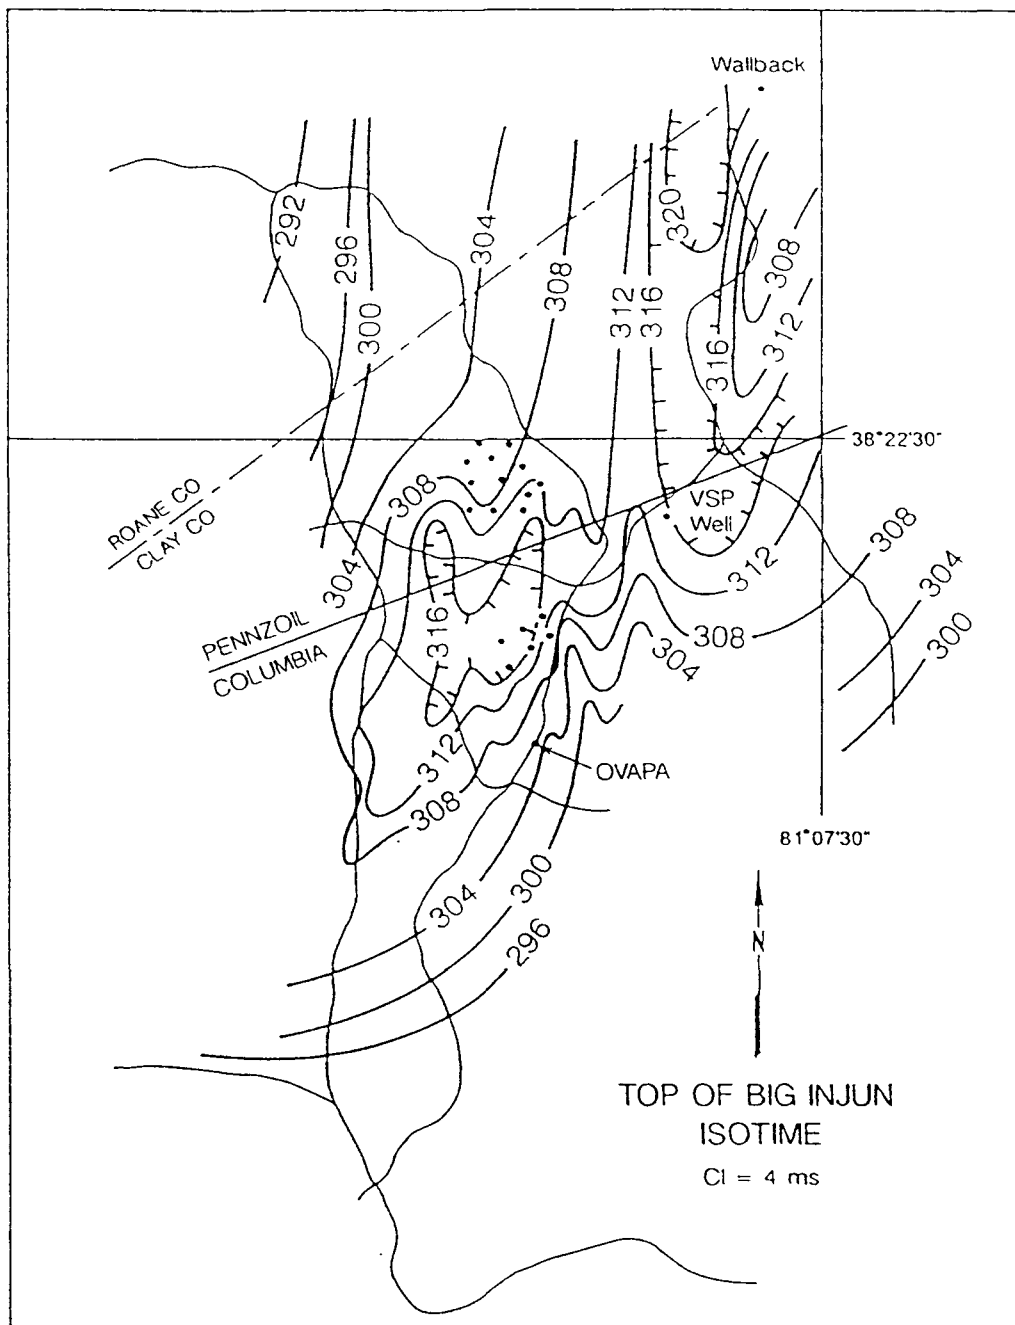 Wallback
292
296
300
304
308
312
316
320
316
308
312
38°22'30"
ROANE CO
CLAY CO
308
VSP
Well
304
PENNZOIL
COLUMBIA
316
312
308
304
300
308
304
312
308
OVAPA
81°07'30"
304
300
296
N
TOP OF BIG INJUN
ISOTIME
CI = 4 ms